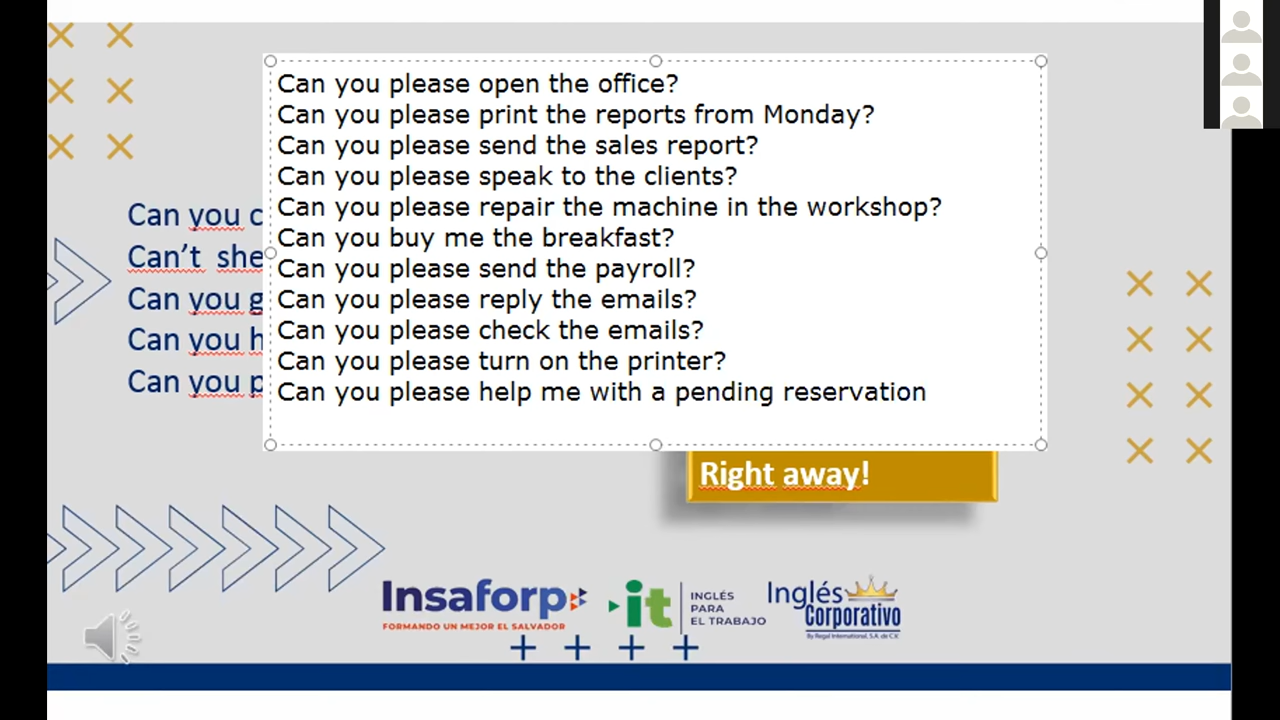 Can you please open the office?
Can you please print the reports from Monday?
Can you please send the sales report?
Can you please speak to the clients?
Can you please repair the machine in the workshop?
Can you buy me the breakfast?
Can you please send the payroll?
Can you please reply the emails?
Can you please check the emails?
Can you please turn on the printer?
Can you please help me with a pending reservation
Can you c
Can't she
Can you g
Can you h
Can you p
Right away!
Insaforp
FORMANDO UN MEJOR EL SALVADOR
it
INGLÉS
PARA
EL TRABAJO
Inglés
Corporativo
By Regal International, S.A. de C.V.